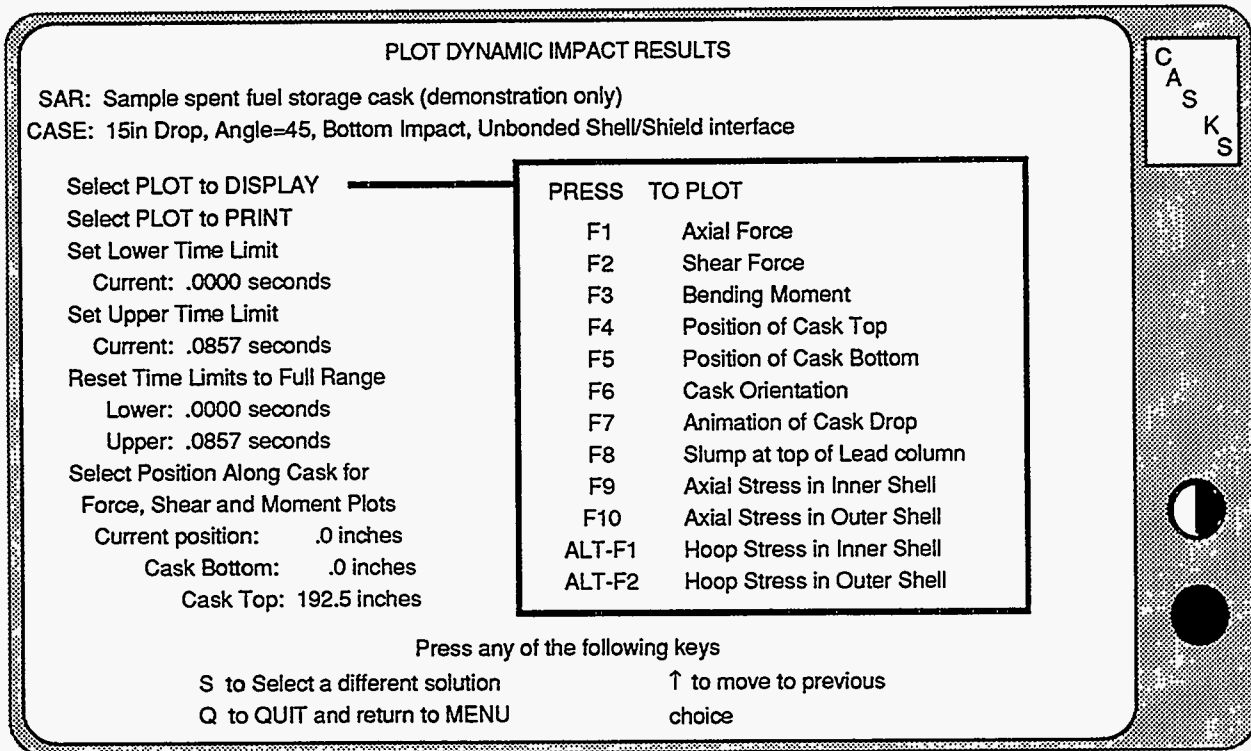 PLOT DYNAMIC IMPACT RESULTS
SAR: Sample spent fuel storage cask (demonstration only)
CASE: 15in Drop, Angle=45, Bottom Impact, Unbonded Shell/Shield interface
Select PLOT to DISPLAY
Select PLOT to PRINT
Set Lower Time Limit
Current: .0000 seconds
Set Upper Time Limit
Current: .0857 seconds
Reset Time Limits to Full Range
Lower: .0000 seconds
Upper: .0857 seconds
Select Position Along Cask for
Force, Shear and Moment Plots
Current position: .0 inches
Cask Bottom: .0 inches
Cask Top: 192.5 inches
PRESS TO PLOT
F1 Axial Force
F2 Shear Force
F3 Bending Moment
F4 Position of Cask Top
F5 Position of Cask Bottom
F6 Cask Orientation
F7 Animation of Cask Drop
F8 Slump at top of Lead column
F9 Axial Stress in Inner Shell
F10 Axial Stress in Outer Shell
ALT-F1 Hoop Stress in Inner Shell
ALT-F2 Hoop Stress in Outer Shell
Press any of the following keys
S to Select a different solution
Q to QUIT and return to MENU
↑ to move to previous
choice
CASKS